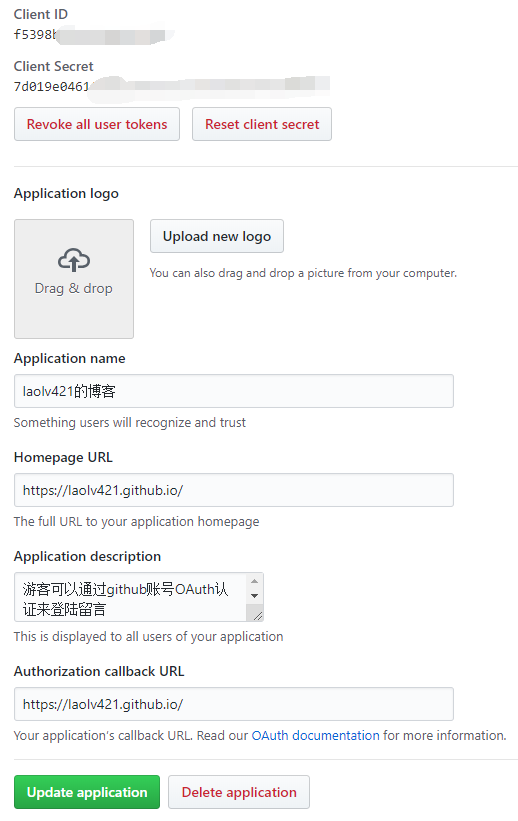 Client ID
f5398
Client Secret
7d019e0461
Revoke all user tokens Reset client secret
Application logo
Drag & drop
Upload new logo
You can also drag and drop a picture from your computer.
Application name
laolv421的博客
Something users will recognize and trust
Homepage URL
https://laolv421.github.io/
The full URL to your application homepage
Application description
游客可以通过github账号OAuth认
证来登陆留言
This is displayed to all users of your application
Authorization callback URL
https://laolv421.github.io/
Your application's callback URL. Read our OAuth documentation for more information.
Update application Delete application